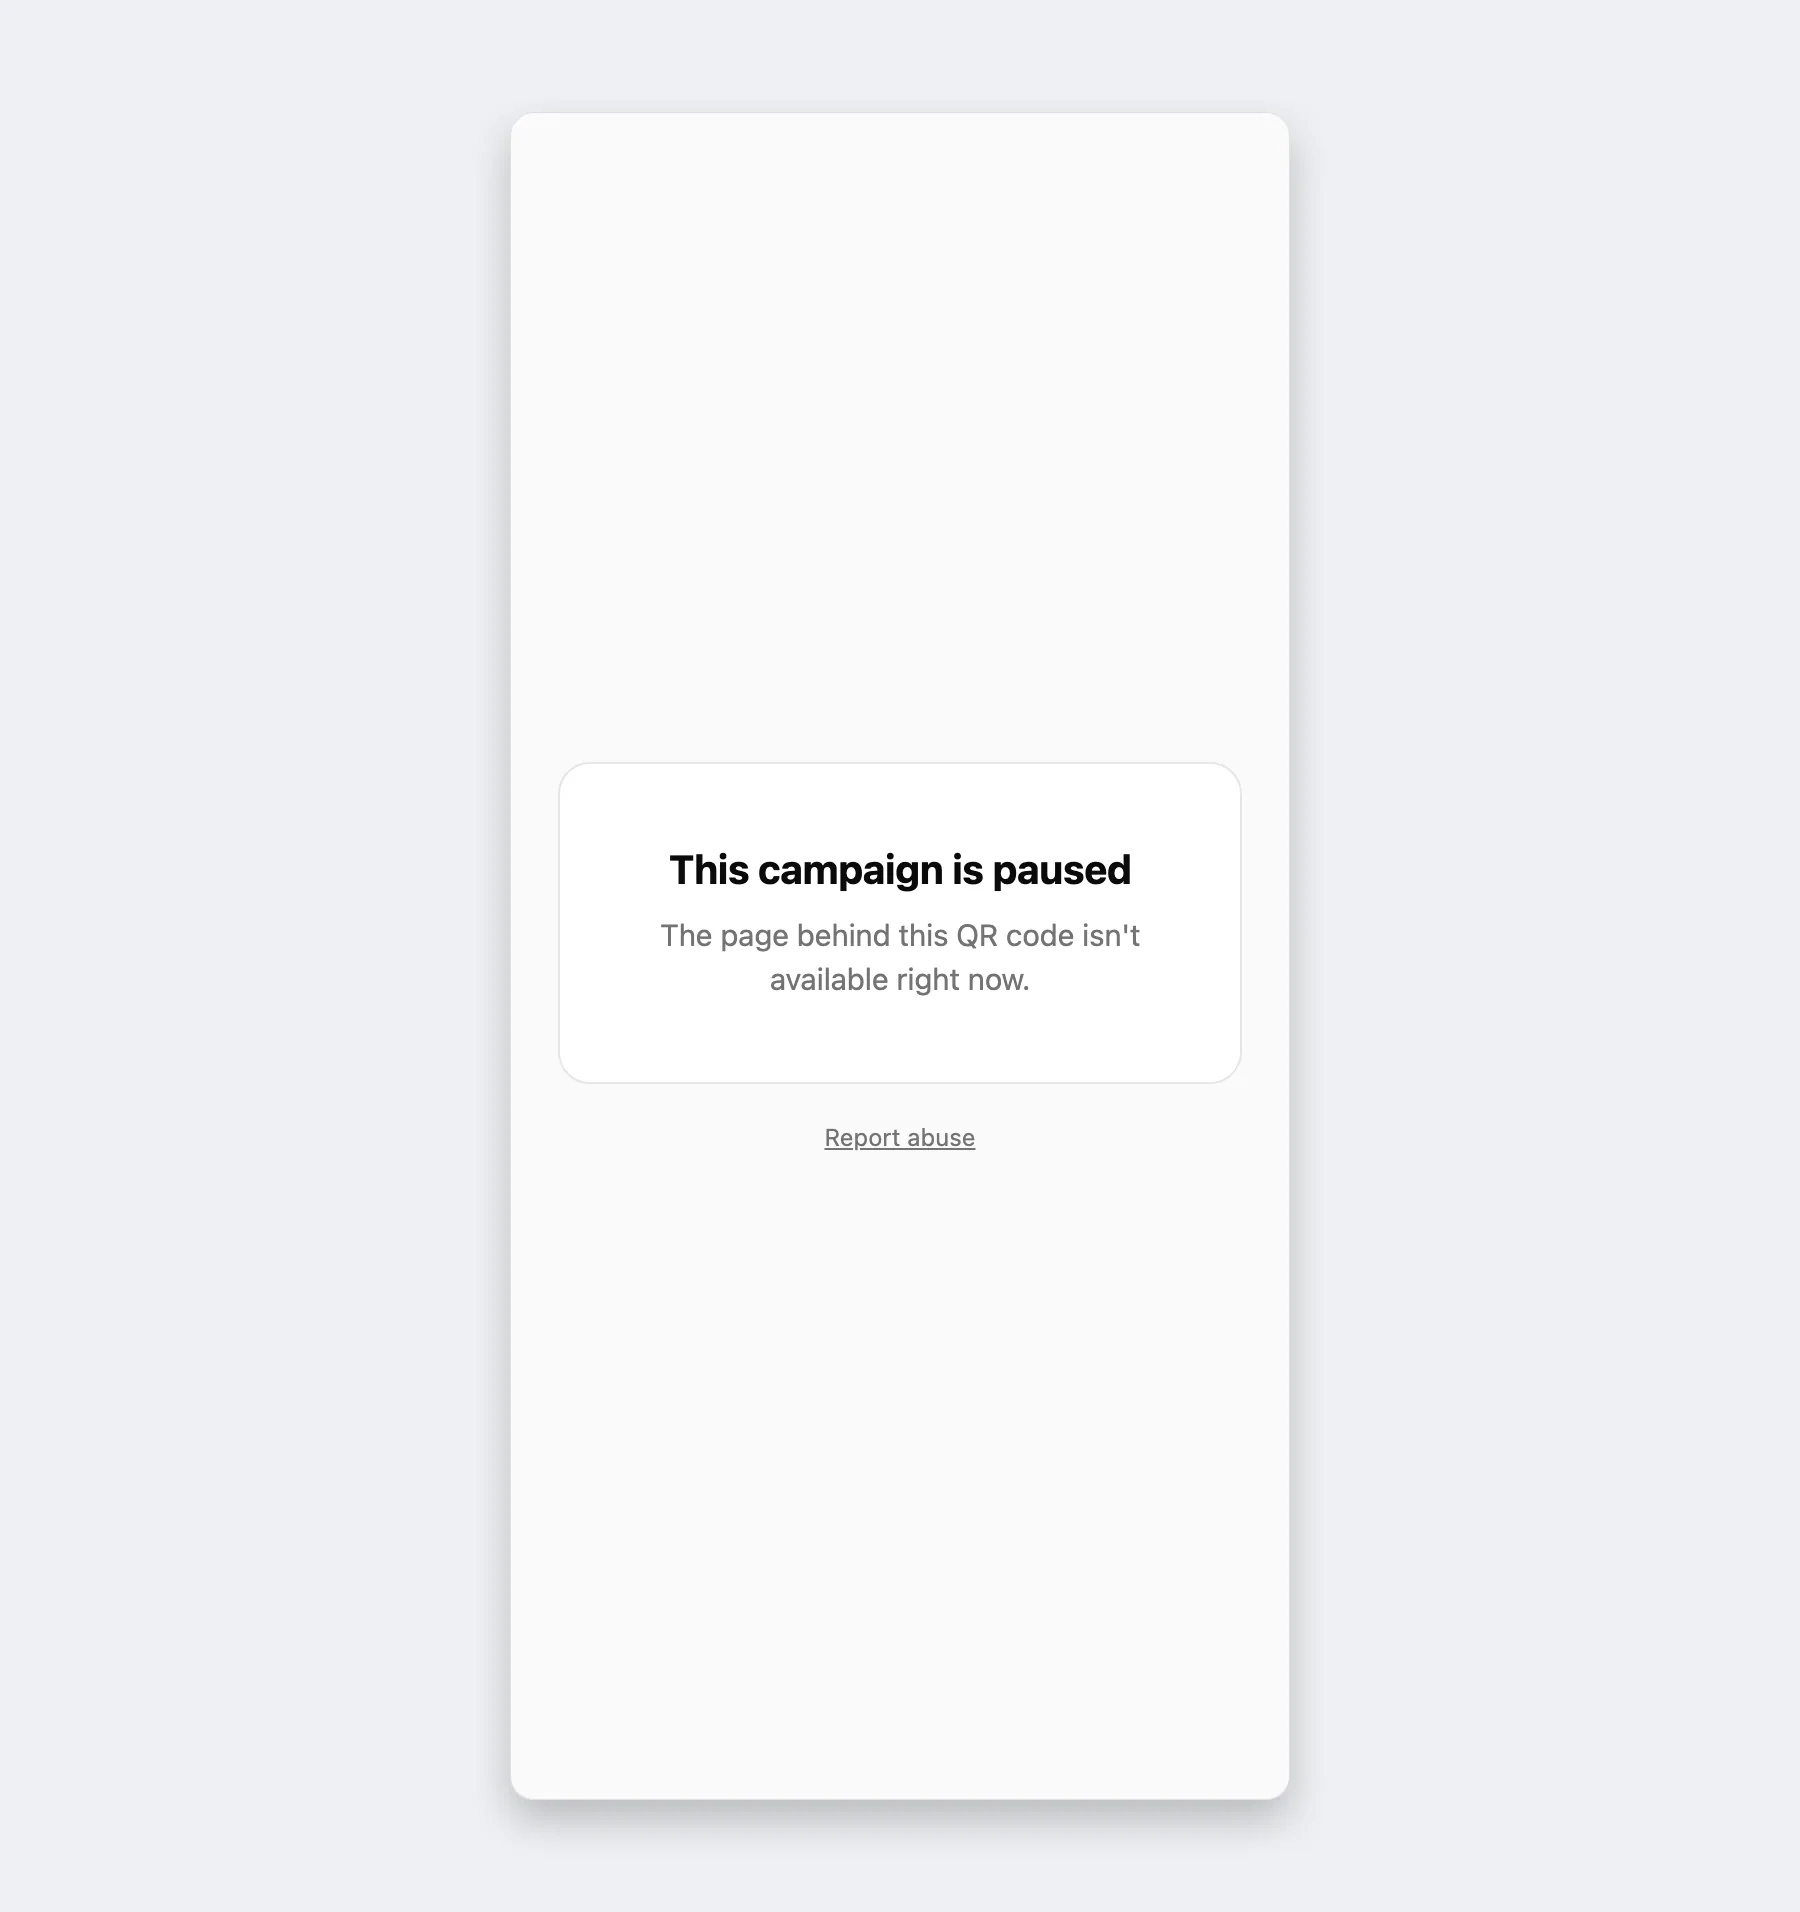 This campaign is paused
The page behind this QR code isn't
available right now.
Report abuse